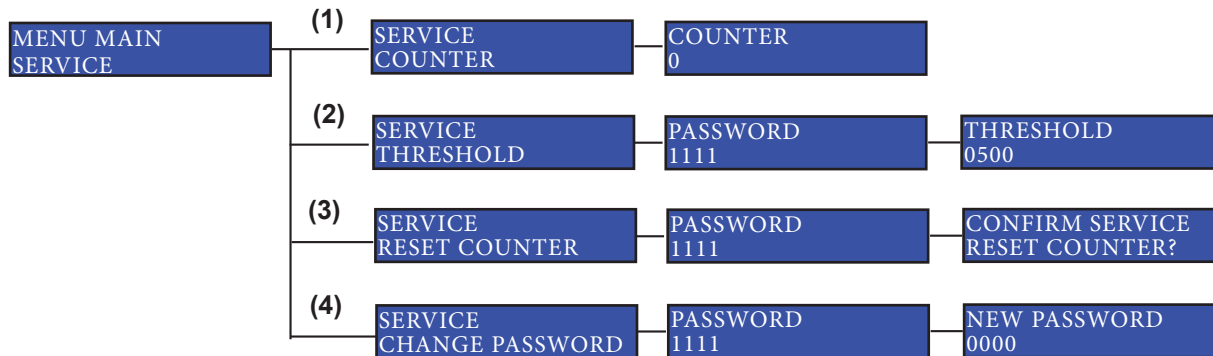 MENU MAIN
SERVICE
(1)
SERVICE
COUNTER
COUNTER
0
(2)
SERVICE
THRESHOLD
PASSWORD
1111
THRESHOLD
0500
(3)
SERVICE
RESET COUNTER
PASSWORD
1111
CONFIRM SERVICE
RESET COUNTER?
(4)
SERVICE
CHANGE PASSWORD
PASSWORD
1111
NEW PASSWORD
0000